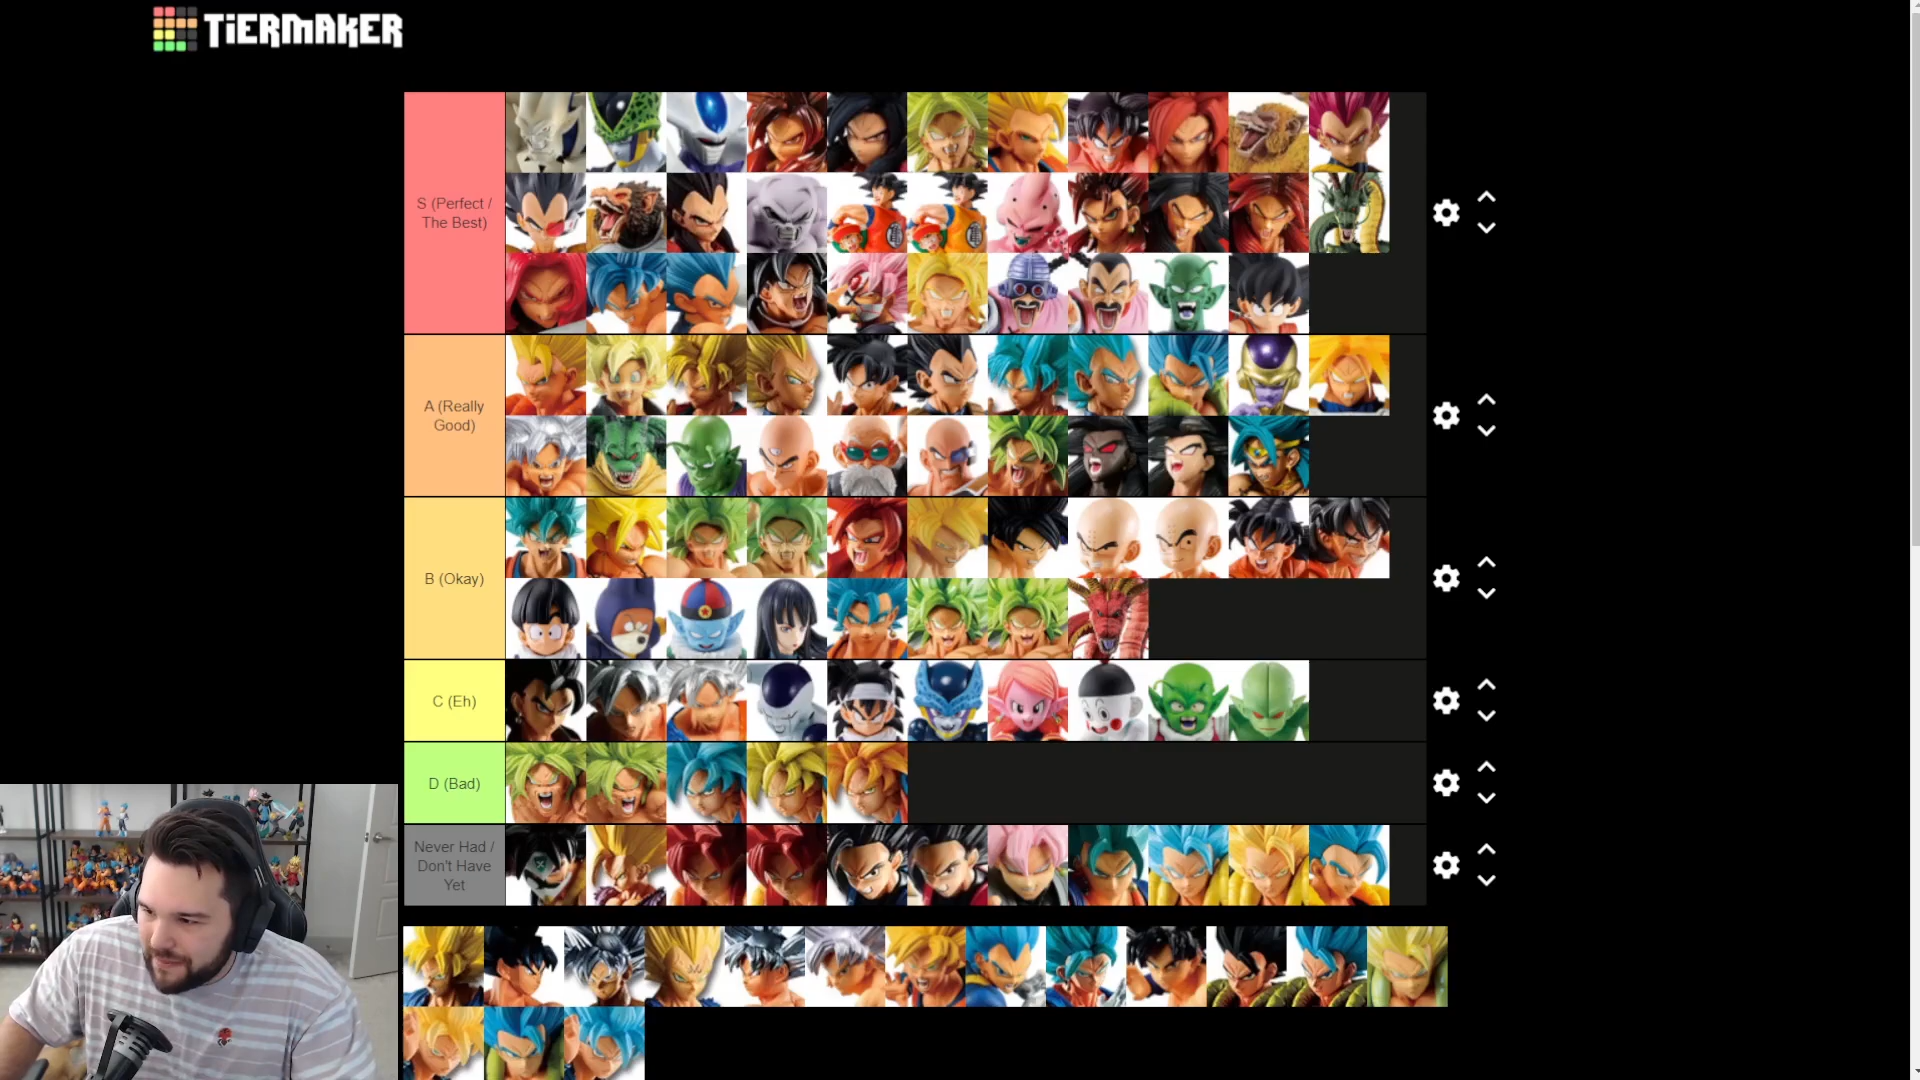 TiERMAKER
S (Perfect /
The Best)
A (Really
Good)
B (Okay)
C (Eh)
D (Bad)
Never Had /
Don't Have
Yet